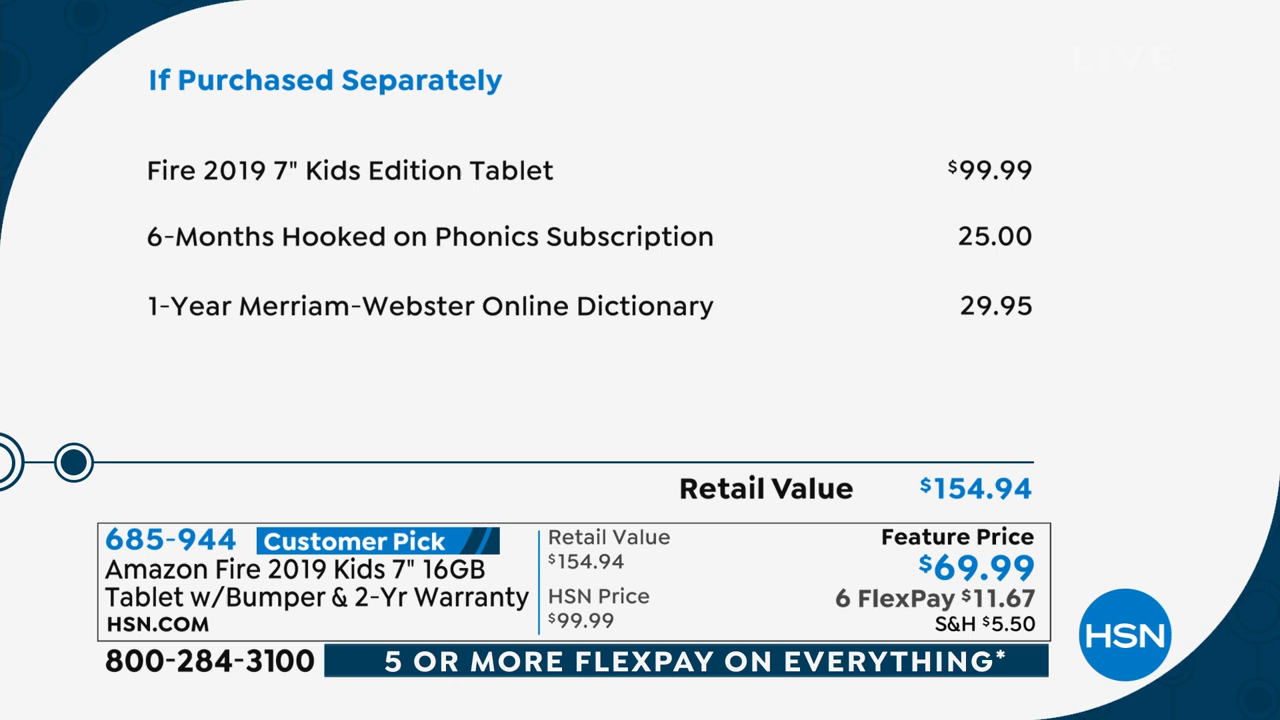 LIVE
If Purchased Separately
Fire 2019 7" Kids Edition Tablet $99.99
6-Months Hooked on Phonics Subscription 25.00
1-Year Merriam-Webster Online Dictionary 29.95
Retail Value $154.94
685-944 Customer Pick
Amazon Fire 2019 Kids 7" 16GB
Tablet w/Bumper & 2-Yr Warranty
HSN.COM
Retail Value
$154.94
HSN Price
$99.99
Feature Price
$69.99
6 FlexPay $11.67
S&H $5.50
HSN
800-284-3100 5 OR MORE FLEXPAY ON EVERYTHING*